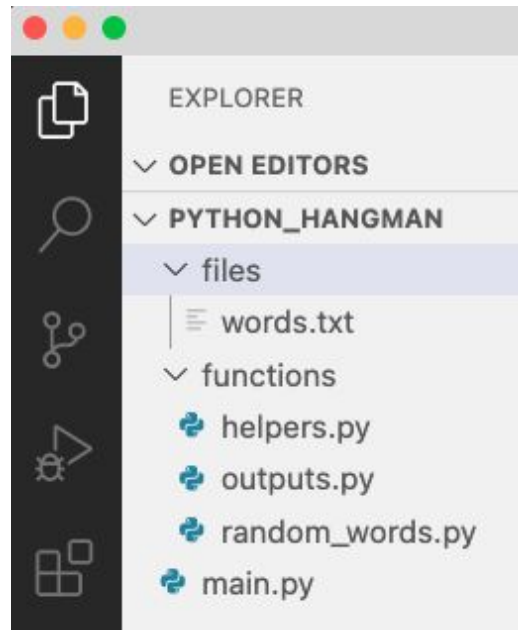 EXPLORER
OPEN EDITORS
PYTHON_HANGMAN
files
words.txt
functions
helpers.py
outputs.py
random_words.py
main.py